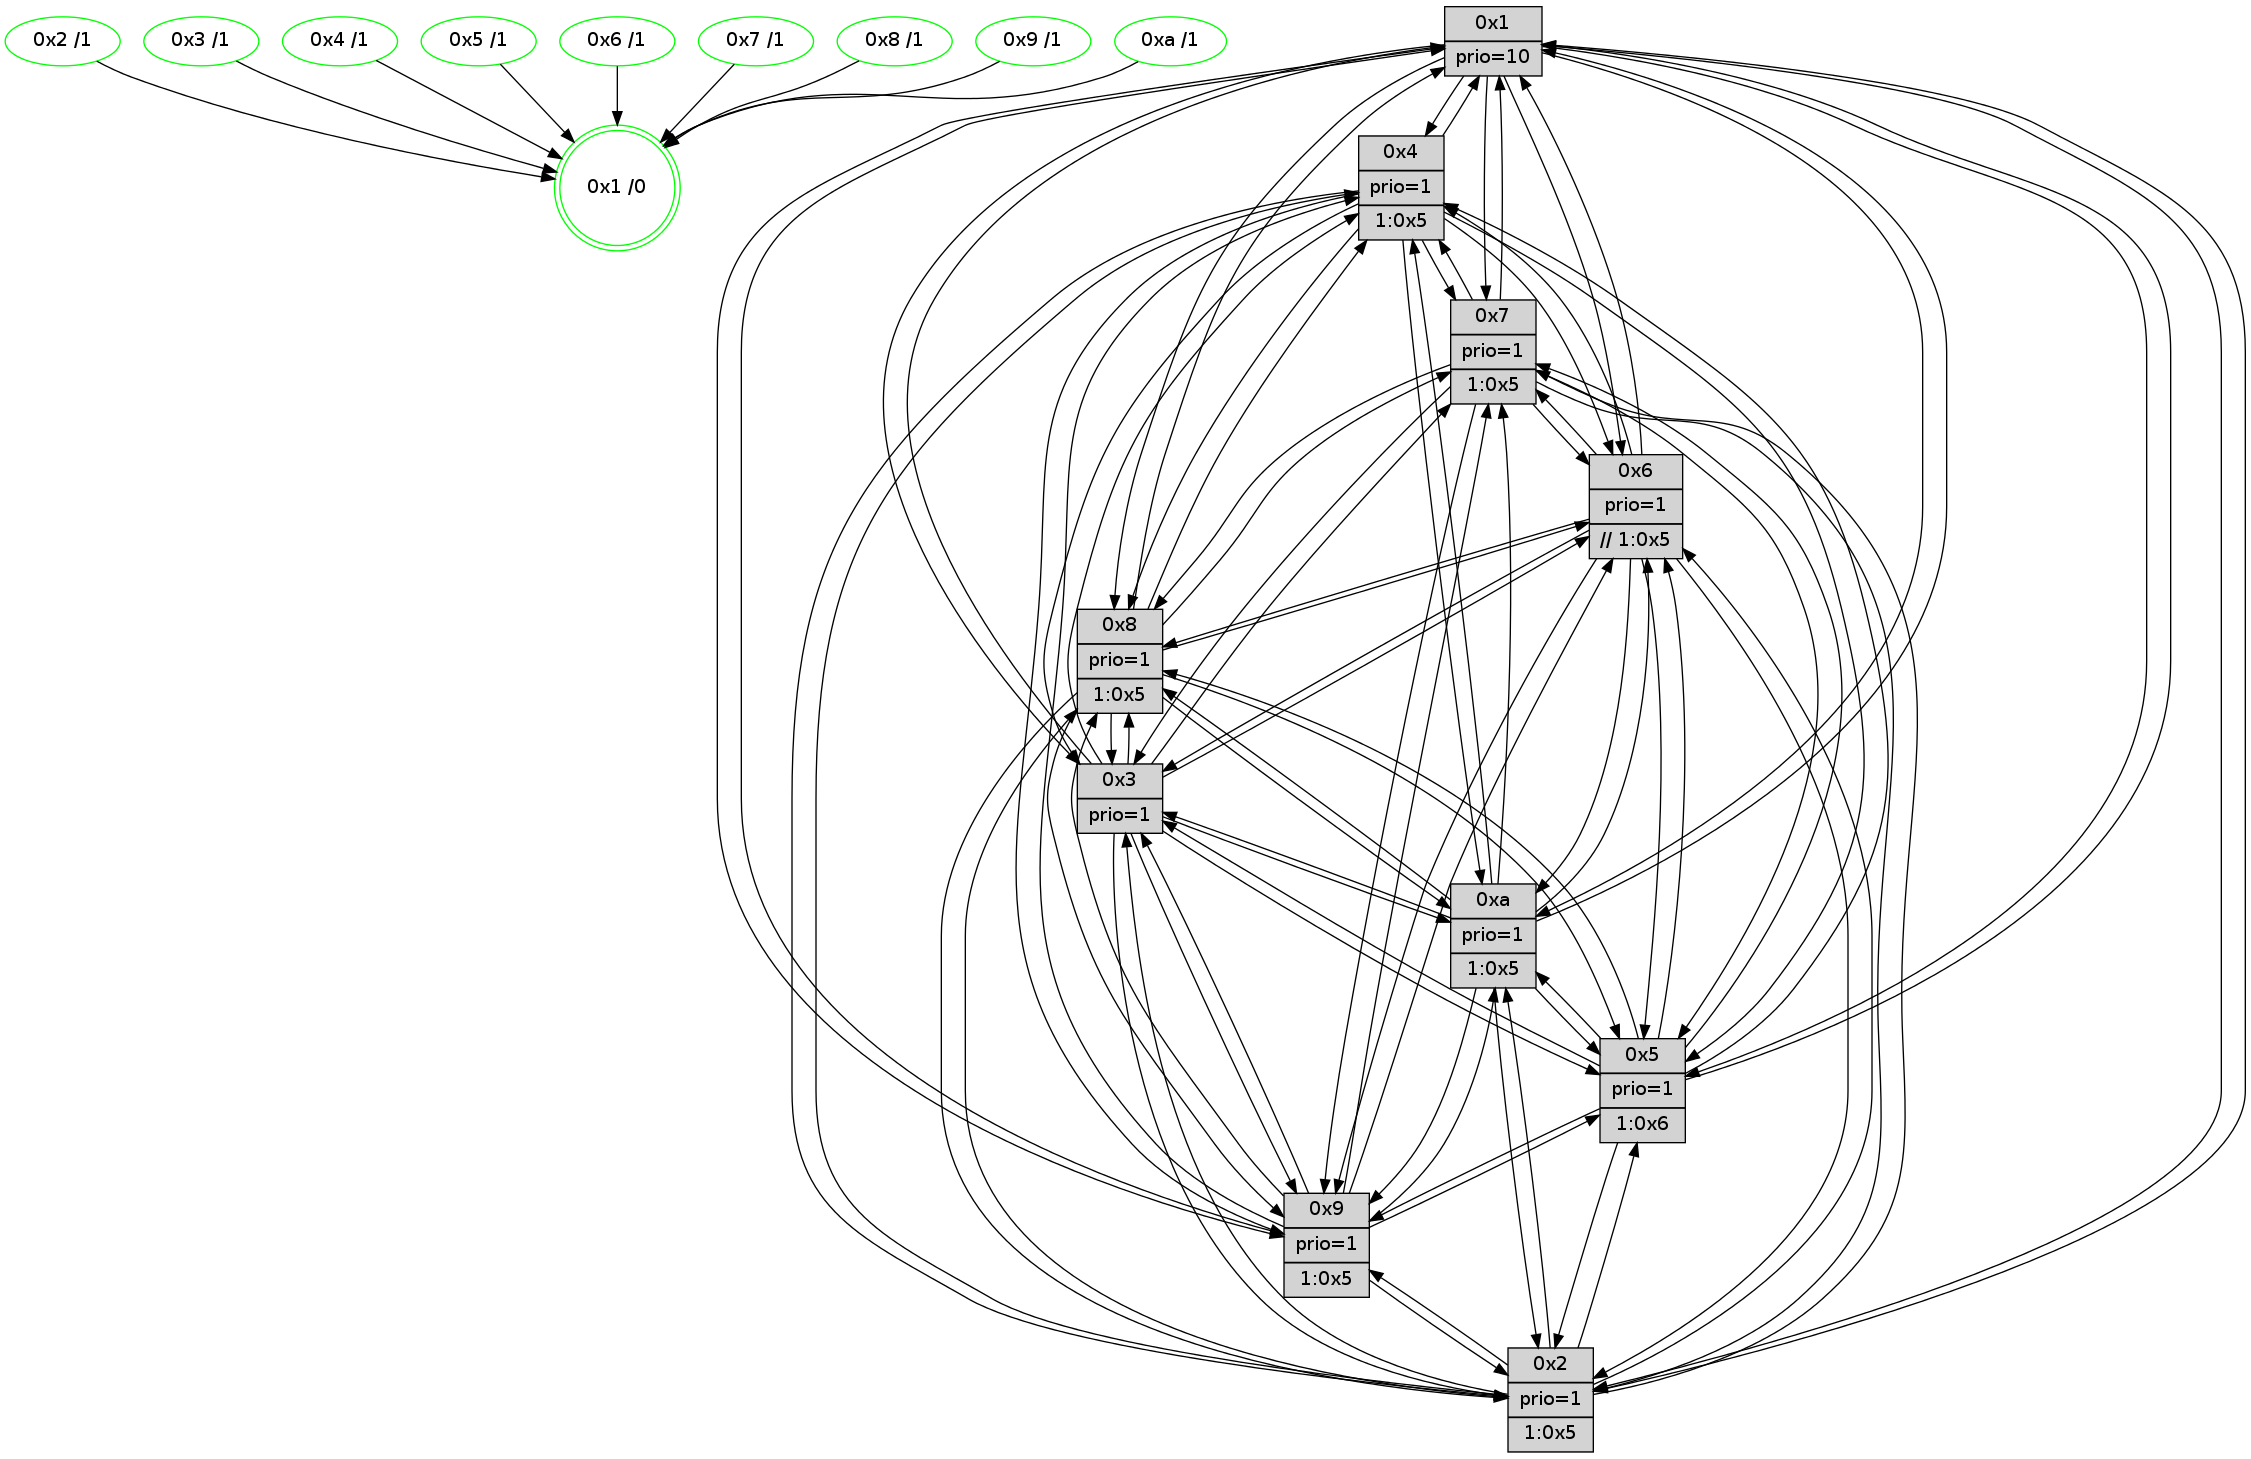 0x2 /1
0x3 /1
0x4 /1
0x5 /1
0x6 /1
0x7 /1
0x8 /1
0x9 /1
0xa /1
0x1 /0
0x1
prio=10
0x4
prio=1
1:0x5
0x7
prio=1
1:0x5
0x6
prio=1
// 1:0x5
0x8
prio=1
1:0x5
0x3
prio=1
0xa
prio=1
1:0x5
0x5
prio=1
1:0x6
0x9
prio=1
1:0x5
0x2
prio=1
1:0x5